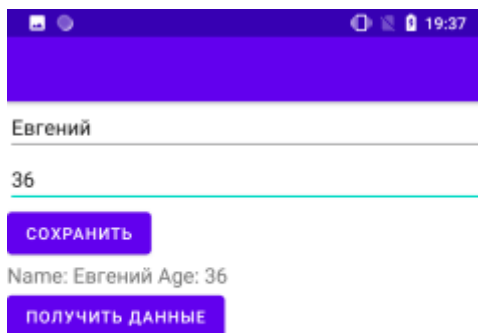 19:37
Евгений
36
СОХРАНИТЬ
Name: Евгений Age: 36
ПОЛУЧИТЬ ДАННЫЕ